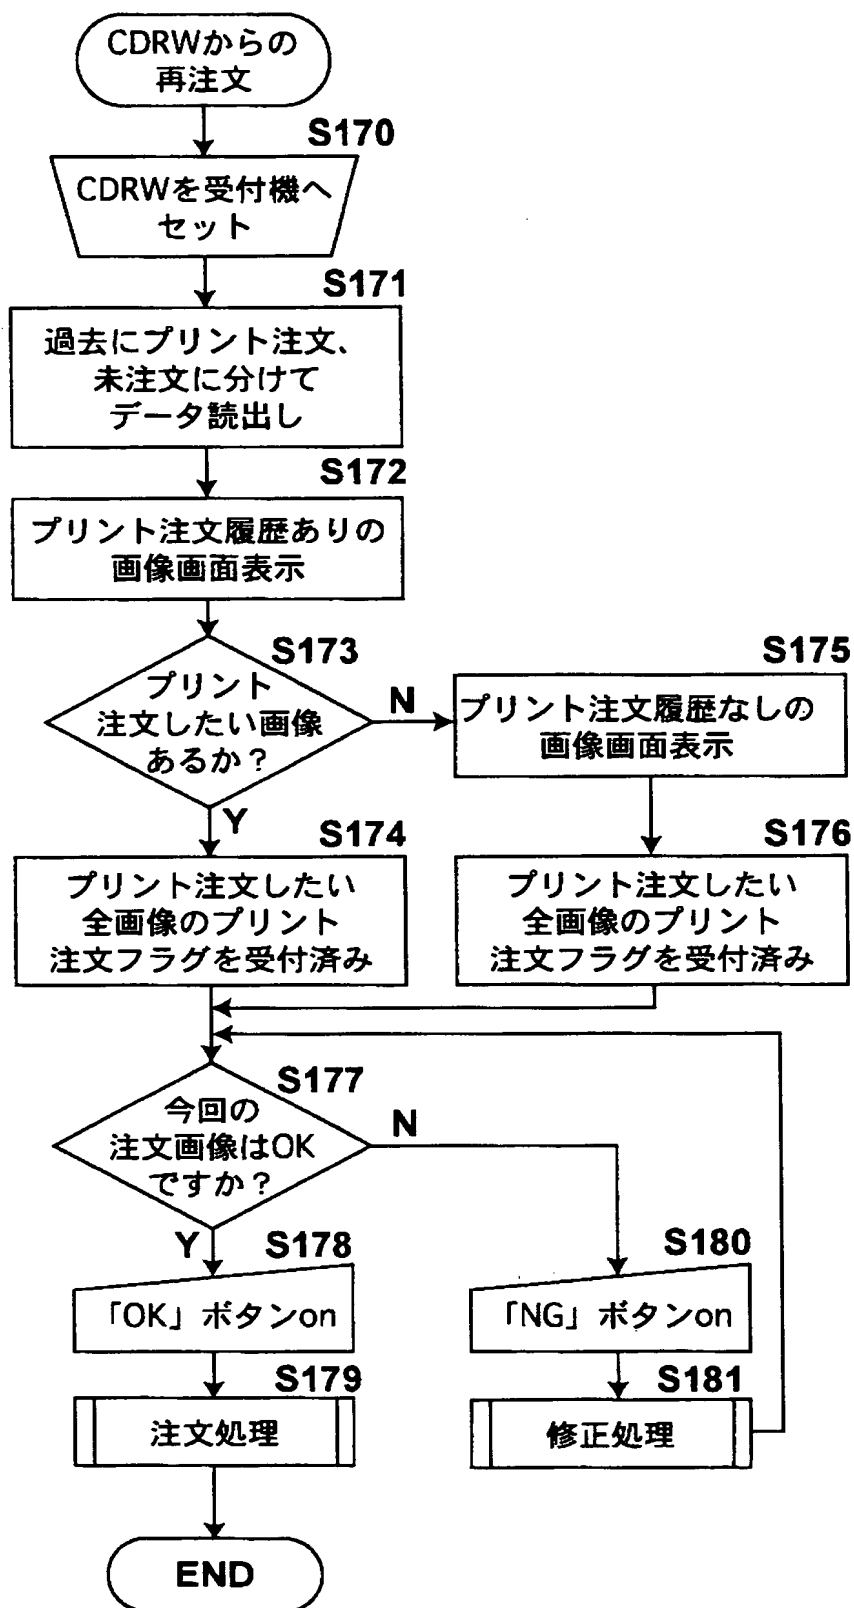 CDRWからの
再注文
S170
CDRWを受付機へ
セット
S171
過去にプリント注文、
未注文に分けて
データ読出し
S172
プリント注文履歴ありの
画像画面表示
S173
プリント
注文したい画像
あるか？
N
Y
S175
プリント注文履歴なしの
画像画面表示
S174
プリント注文したい
全画像のプリント
注文フラグを受付済み
S176
プリント注文したい
全画像のプリント
注文フラグを受付済み
S177
今回の
注文画像はOK
ですか？
N
Y
S178
「OK」ボタンon
S180
「NG」ボタンon
S179
注文処理
S181
修正処理
END